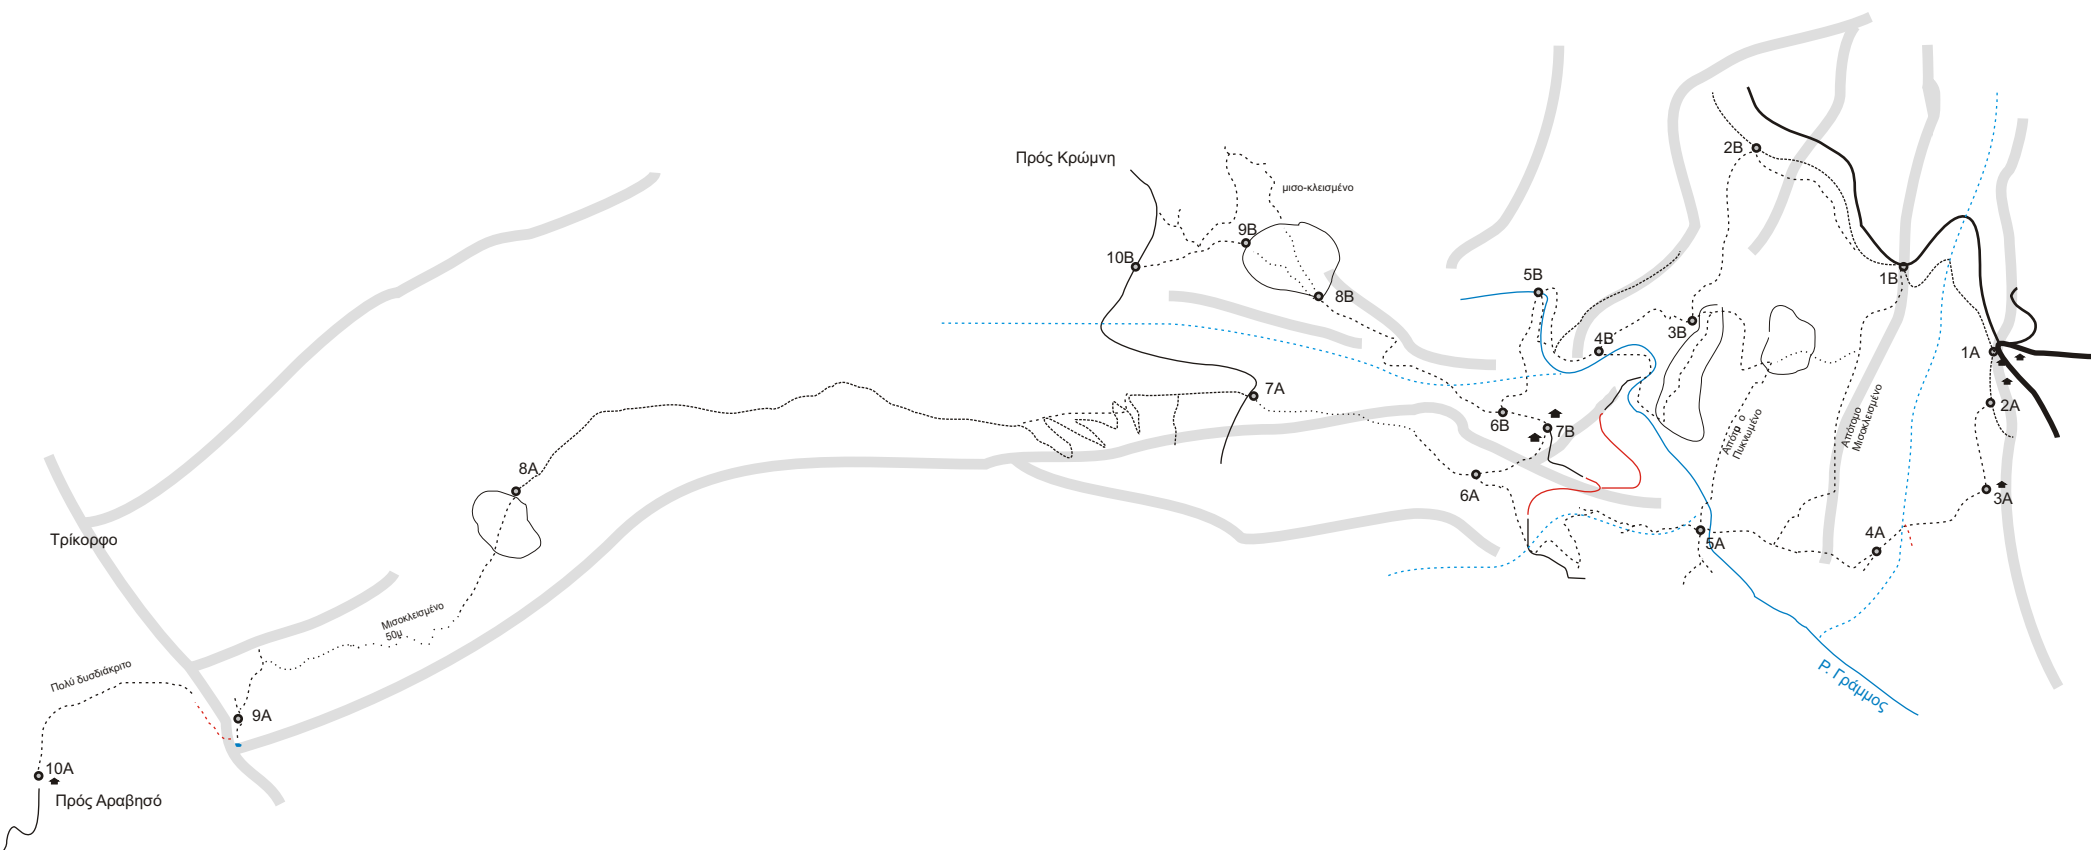 Πρός Κρώμνη
2B
μισο-κλεισμένο
9B
10B
5B
1B
8B
3B
4B
1A
7A
2A
6B
7B
Απότομο
Μισοκλεισμένο
Πυκνωμένο
8A
6A
3A
Τρίκορφο
5A
4A
Μισοκλεισμένο
50μ
Πολύ δυσδιάκριτο
Ρ. Γράμμος
9A
10A
Πρός Αραβησό